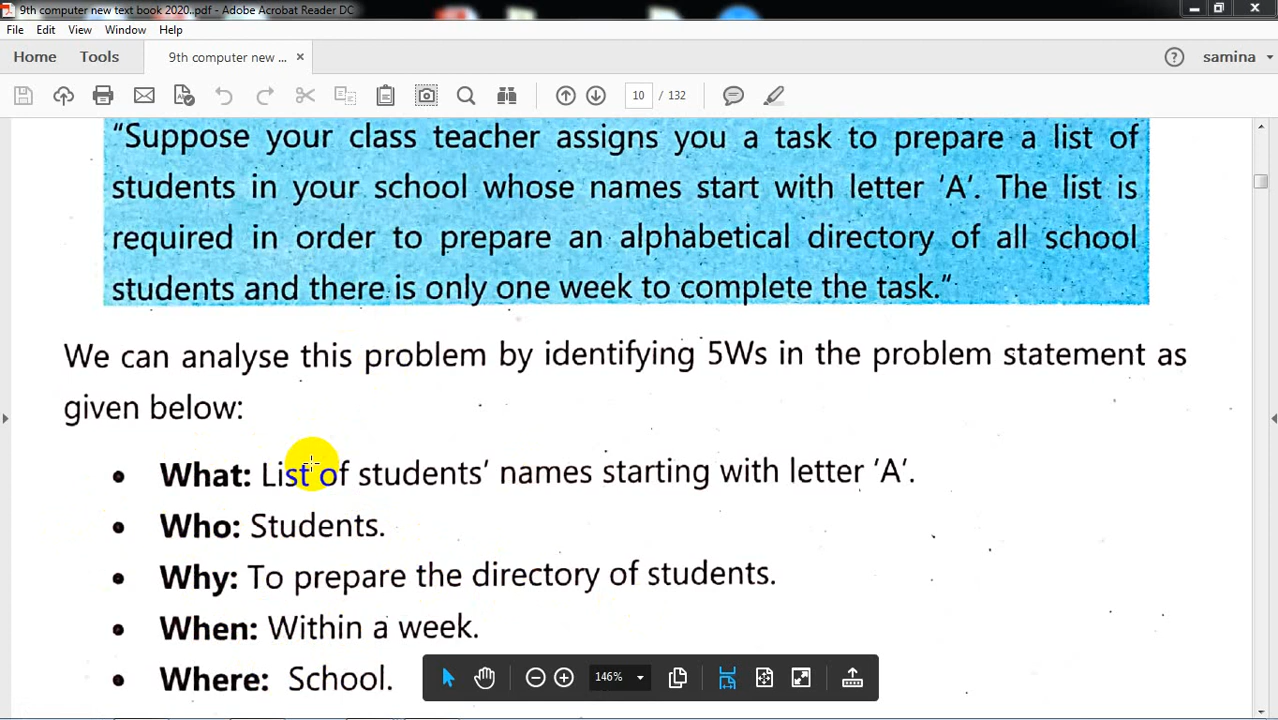 9th computer new text book 2020..pdf - Adobe Acrobat Reader DC
File Edit View Window Help
Home Tools 9th computer new ... × ? samina
10 / 132
“Suppose your class teacher assigns you a task to prepare a list of
students in your school whose names start with letter ‘A’. The list is
required in order to prepare an alphabetical directory of all school
students and there is only one week to complete the task.“
We can analyse this problem by identifying 5Ws in the problem statement as
given below:
• What: List of students’ names starting with letter ‘A’.
• Who: Students.
• Why: To prepare the directory of students.
• When: Within a week.
• Where: School.
146%